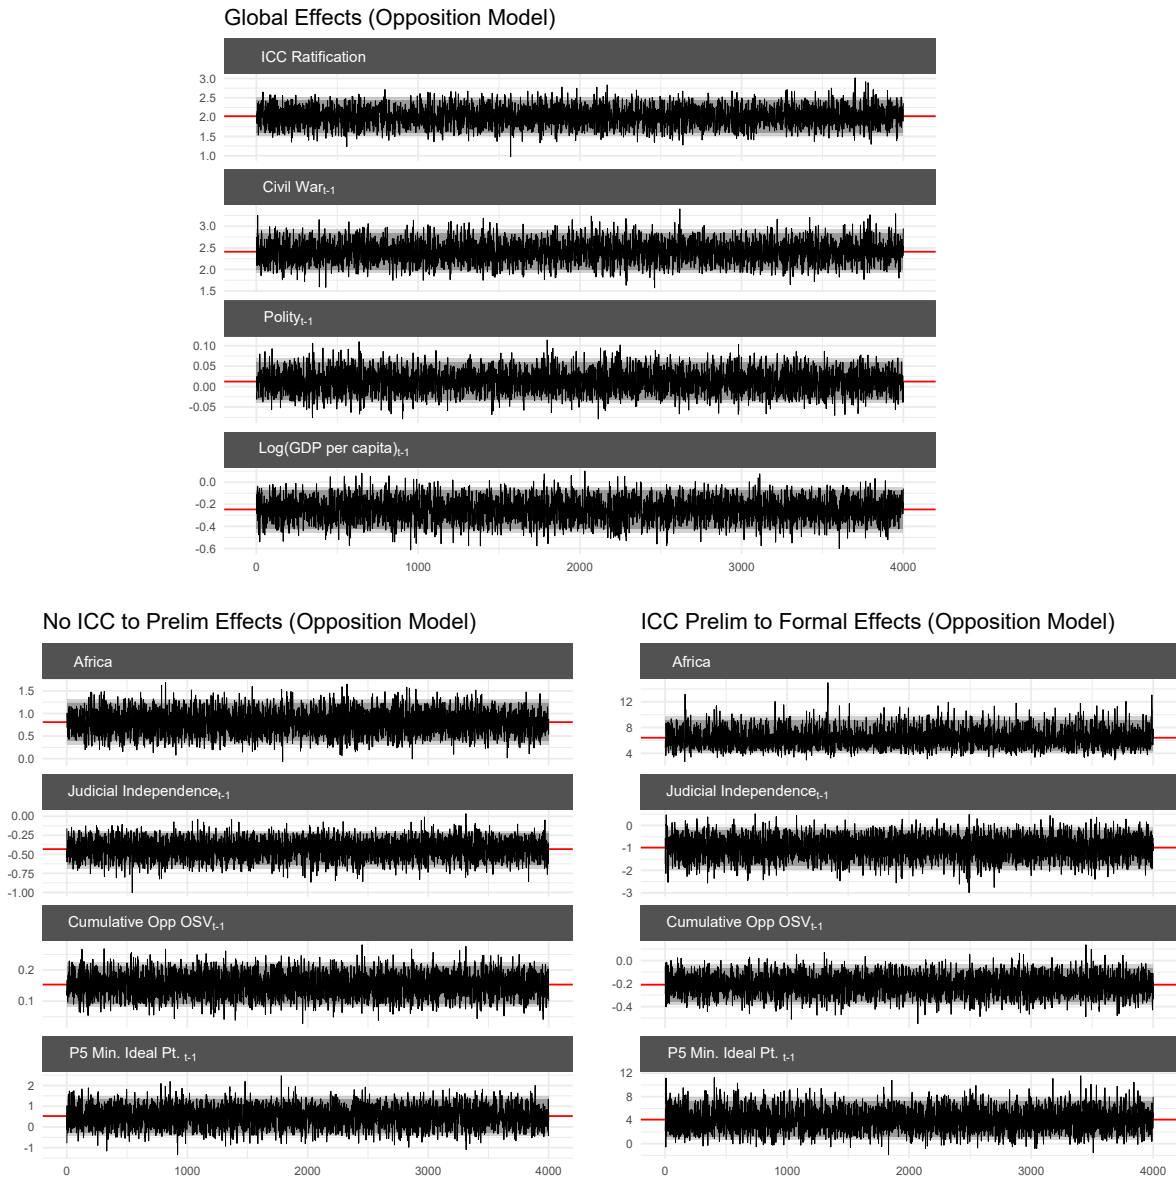 Global Effects (Opposition Model)
ICC Ratification
3.0
2.5
2.0
1.5
1.0
Civil War t-1
3.0
2.5
2.0
1.5
Polity t-1
0.10
0.05
0.00
-0.05
Log(GDP per capita) t-1
0.0
-0.2
-0.4
-0.6
0 1000 2000 3000 4000
No ICC to Prelim Effects (Opposition Model)
Africa
1.5
1.0
0.5
0.0
Judicial Independence t-1
0.00
-0.25
-0.50
-0.75
-1.00
Cumulative Opp OSV t-1
0.2
0.1
P5 Min. Ideal Pt. t-1
2
1
0
-1
0 1000 2000 3000 4000
ICC Prelim to Formal Effects (Opposition Model)
Africa
12
8
4
Judicial Independence t-1
0
-1
-2
-3
Cumulative Opp OSV t-1
0.0
-0.2
-0.4
P5 Min. Ideal Pt. t-1
12
8
4
0
0 1000 2000 3000 4000